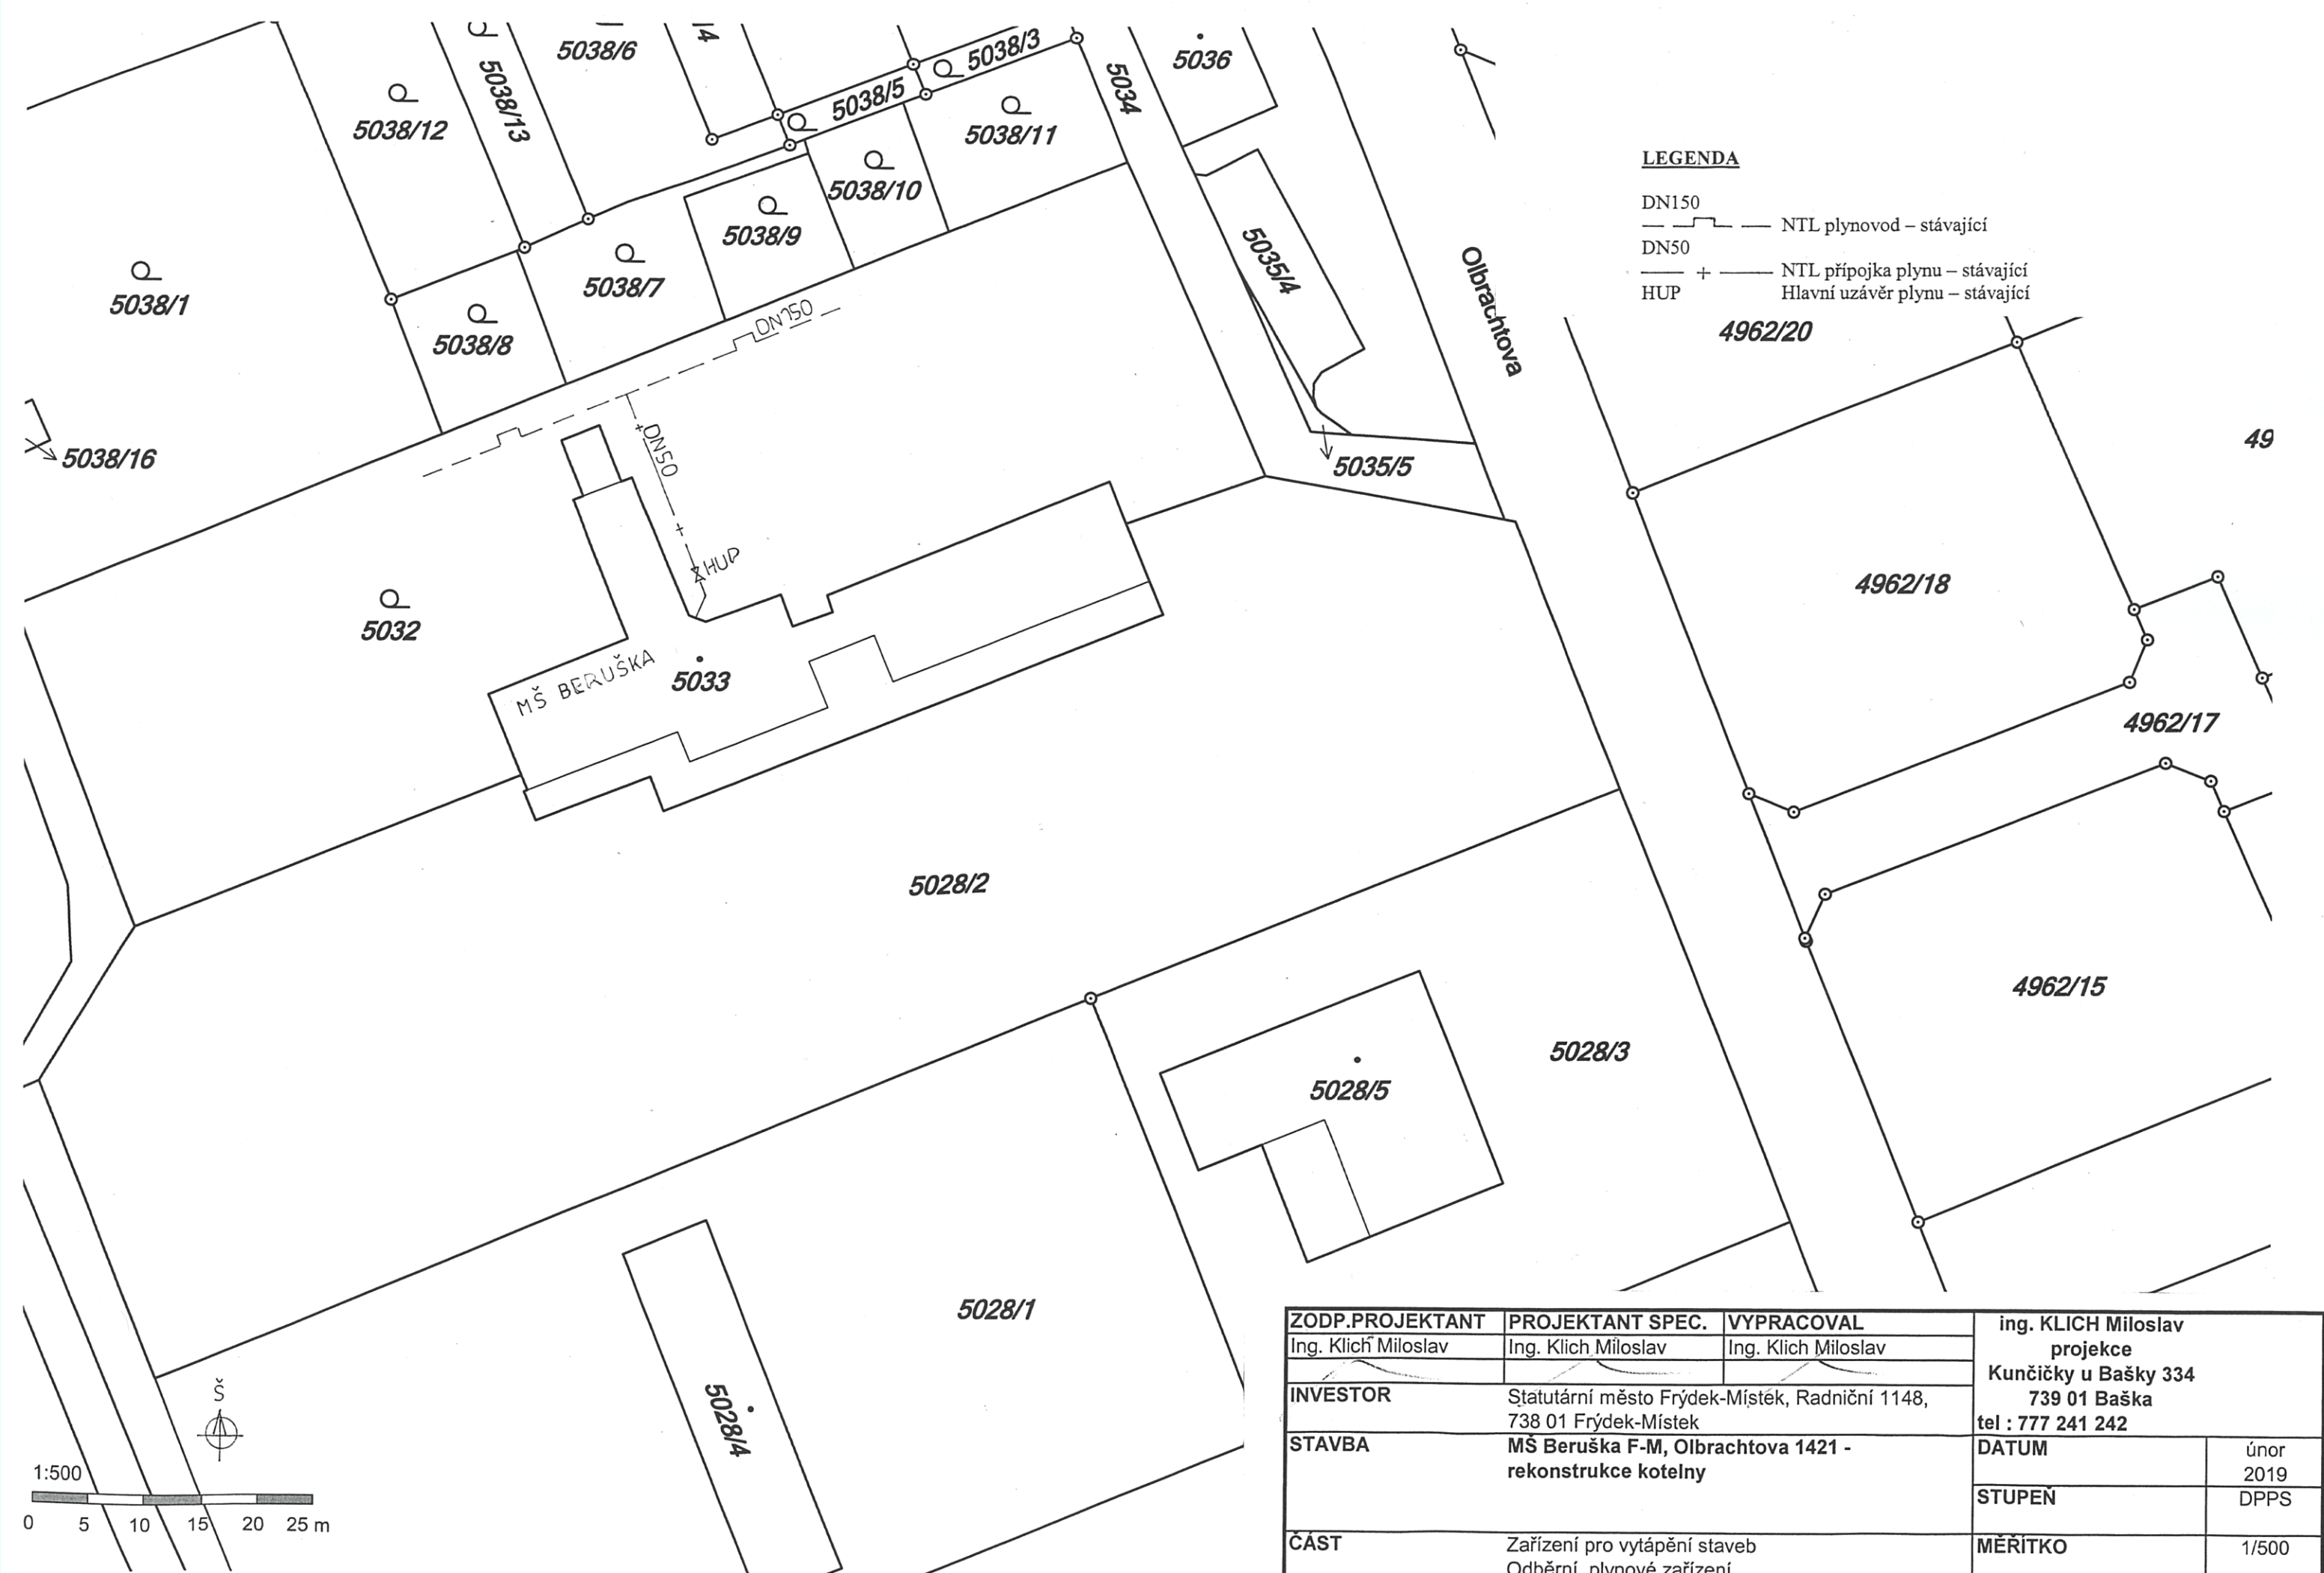 5038/6
5038/3
5036
5034
5038/12
5038/13
5038/5
5038/11
5038/10
5038/9
5038/7
5038/1
5038/8
5038/16
5035/4
Olbrachtova
LEGENDA
DN150
NTL plynovod – stávající
DN50
NTL přípojka plynu – stávající
HUP Hlavní uzávěr plynu – stávající
4962/20
49
DN150
DN50
HUP
5035/5
4962/18
5032
MŠ BERUŠKA
5033
4962/17
5028/2
4962/15
5028/3
5028/5
5028/1
5028/4
Š
1:500
0 5 10 15 20 25 m
ZODP.PROJEKTANT PROJEKTANT SPEC. VYPRACOVAL
Ing. Klich Miloslav Ing. Klich Miloslav Ing. Klich Miloslav
ing. KLICH Miloslav
projekce
Kunčičky u Bašky 334
739 01 Baška
tel : 777 241 242
INVESTOR Statutární město Frýdek-Místek, Radniční 1148,
738 01 Frýdek-Místek
STAVBA MŠ Beruška F-M, Olbrachtova 1421 -
rekonstrukce kotelny
DATUM únor
2019
STUPEŇ DPPS
ČÁST Zařízení pro vytápění staveb
Odběrní plynové zařízení
MĚŘÍTKO 1/500